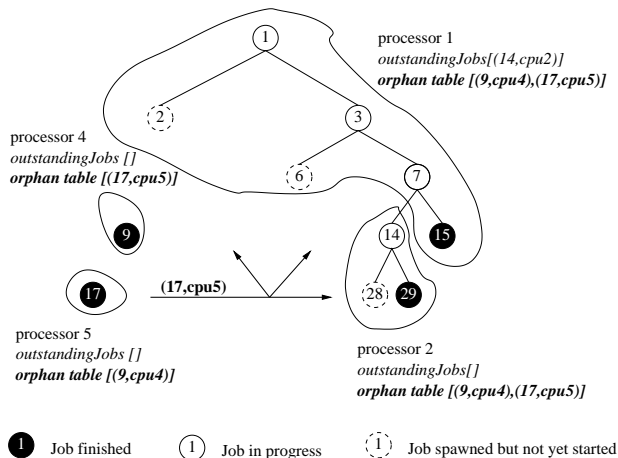 processor 1
outstandingJobs[(14,cpu2)]
orphan table [(9,cpu4),(17,cpu5)]
1
2
3
processor 4
outstandingJobs []
orphan table [(17,cpu5)]
6
7
9
14
15
17
(17,cpu5)
28
29
processor 5
outstandingJobs []
orphan table [(9,cpu4)]
processor 2
outstandingJobs[]
orphan table [(9,cpu4),(17,cpu5)]
1 Job finished
1 Job in progress
1 Job spawned but not yet started